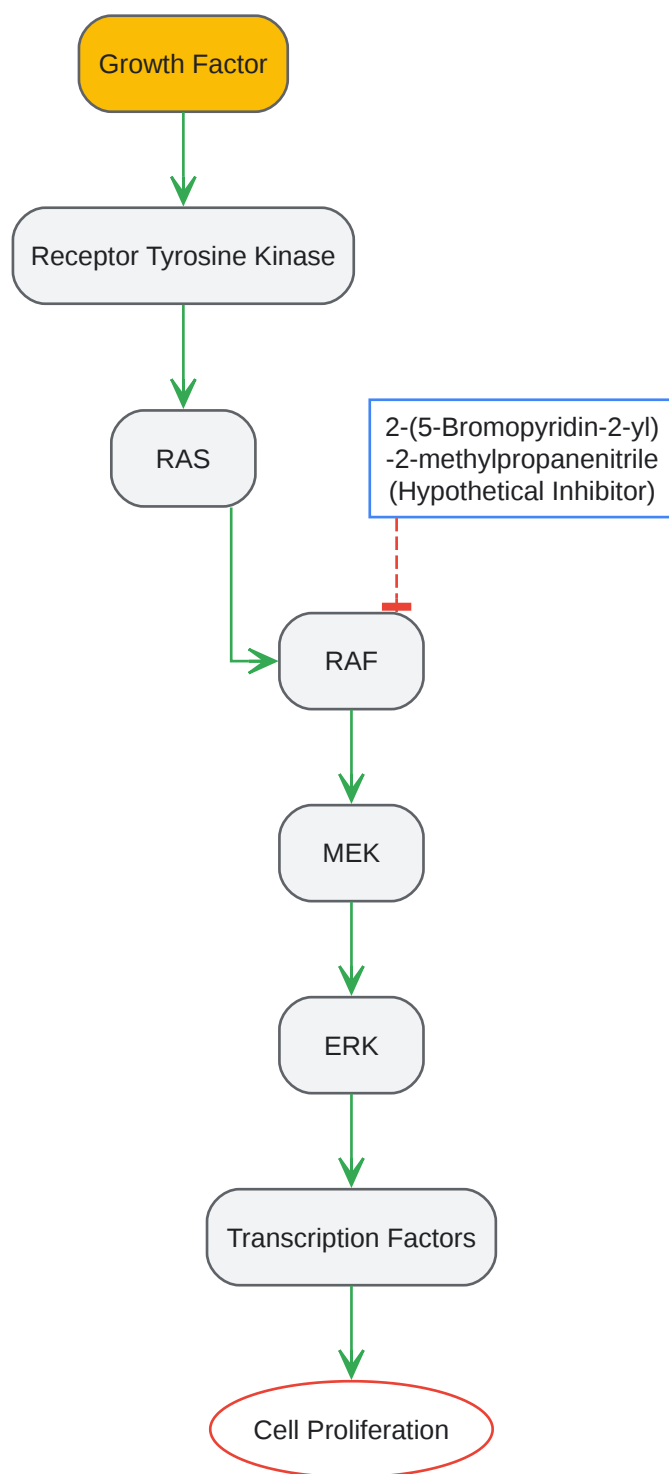 Growth Factor
Receptor Tyrosine Kinase
RAS
2-(5-Bromopyridin-2-yl)
-2-methylpropanenitrile
(Hypothetical Inhibitor)
RAF
MEK
ERK
Transcription Factors
Cell Proliferation